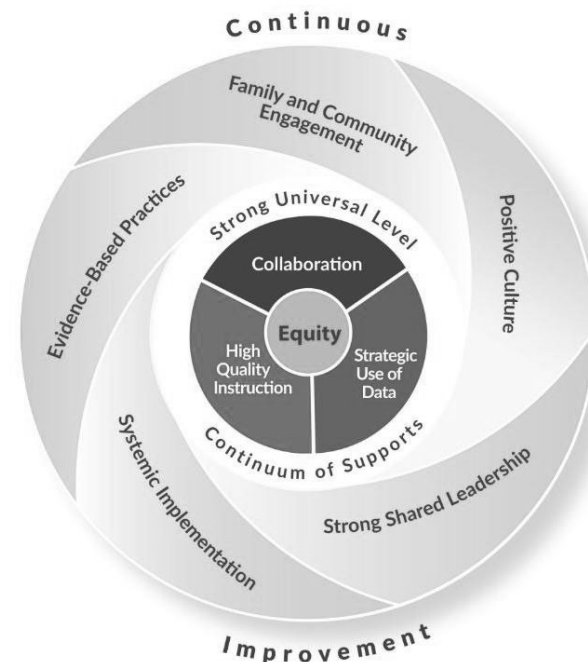 Continuous
Family and Community
Engagement
Positive Culture
Evidence-Based Practices
Strong Universal Level
Collaboration
Equity
High
Quality
Instruction
Strategic
Use of
Data
Continuum of Supports
Systemic Implementation
Strong Shared Leadership
Improvement